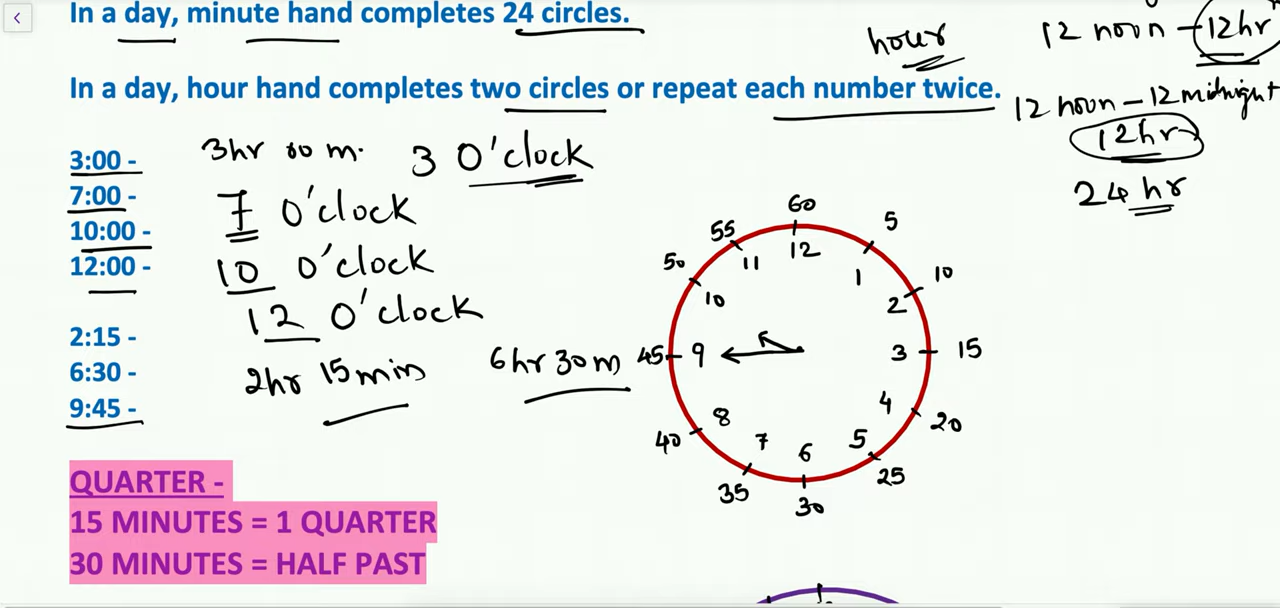 In a day, minute hand completes 24 circles.
hour
12 noon - 12hr
In a day, hour hand completes two circles or repeat each number twice.
12 noon - 12 midnight
12hr
24 hr
3:00 - 3hr 00 m. 3 O'clock
7:00 - 7 O'clock
10:00 - 10 O'clock
12:00 - 12 O'clock
2:15 - 2hr 15 min
6:30 - 6hr 30m
9:45 -
60
5
10
15
20
25
30
35
40
45
50
55
12
1
2
3
4
5
6
7
8
9
10
11
QUARTER -
15 MINUTES = 1 QUARTER
30 MINUTES = HALF PAST